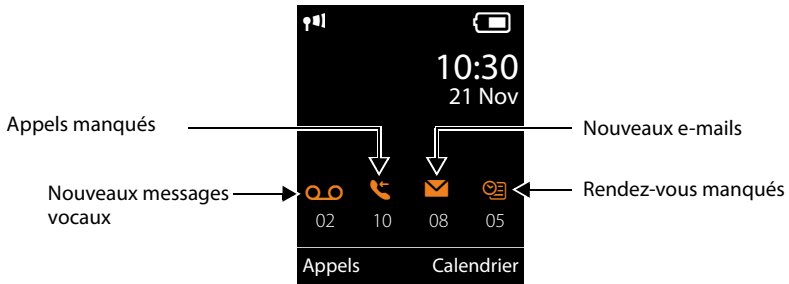 10:30
21 Nov
Appels manqués
Nouveaux e-mails
Nouveaux messages
vocaux
Rendez-vous manqués
02 10 08 05
Appels Calendrier